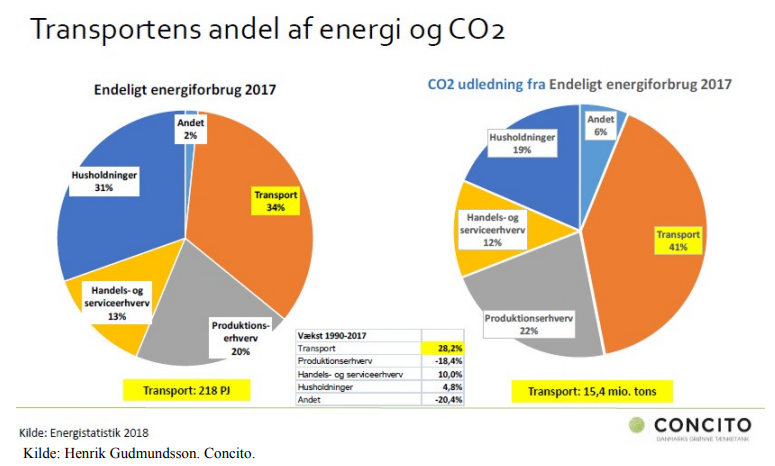 Transportens andel af energi og CO2
Endeligt energiforbrug 2017
Andet
2%
Husholdninger
31%
Transport
34%
Handels- og
serviceerhverv
13%
Produktions-
erhverv
20%
Transport: 218 PJ
CO2 udledning fra Endeligt energiforbrug 2017
Andet
6%
Husholdninger
19%
Handels- og
serviceerhverv
12%
Transport
41%
Produktionserhverv
22%
Transport: 15,4 mio. tons
Vækst 1990-2017
Transport 28,2%
Produktionserhverv -18,4%
Handels- og serviceerhverv 10,0%
Husholdninger 4,8%
Andet -20,4%
Kilde: Energistatistik 2018
CONCITO
DANMARKS GRØNNE TÆNKETANK
Kilde: Henrik Gudmundsson, Concito.